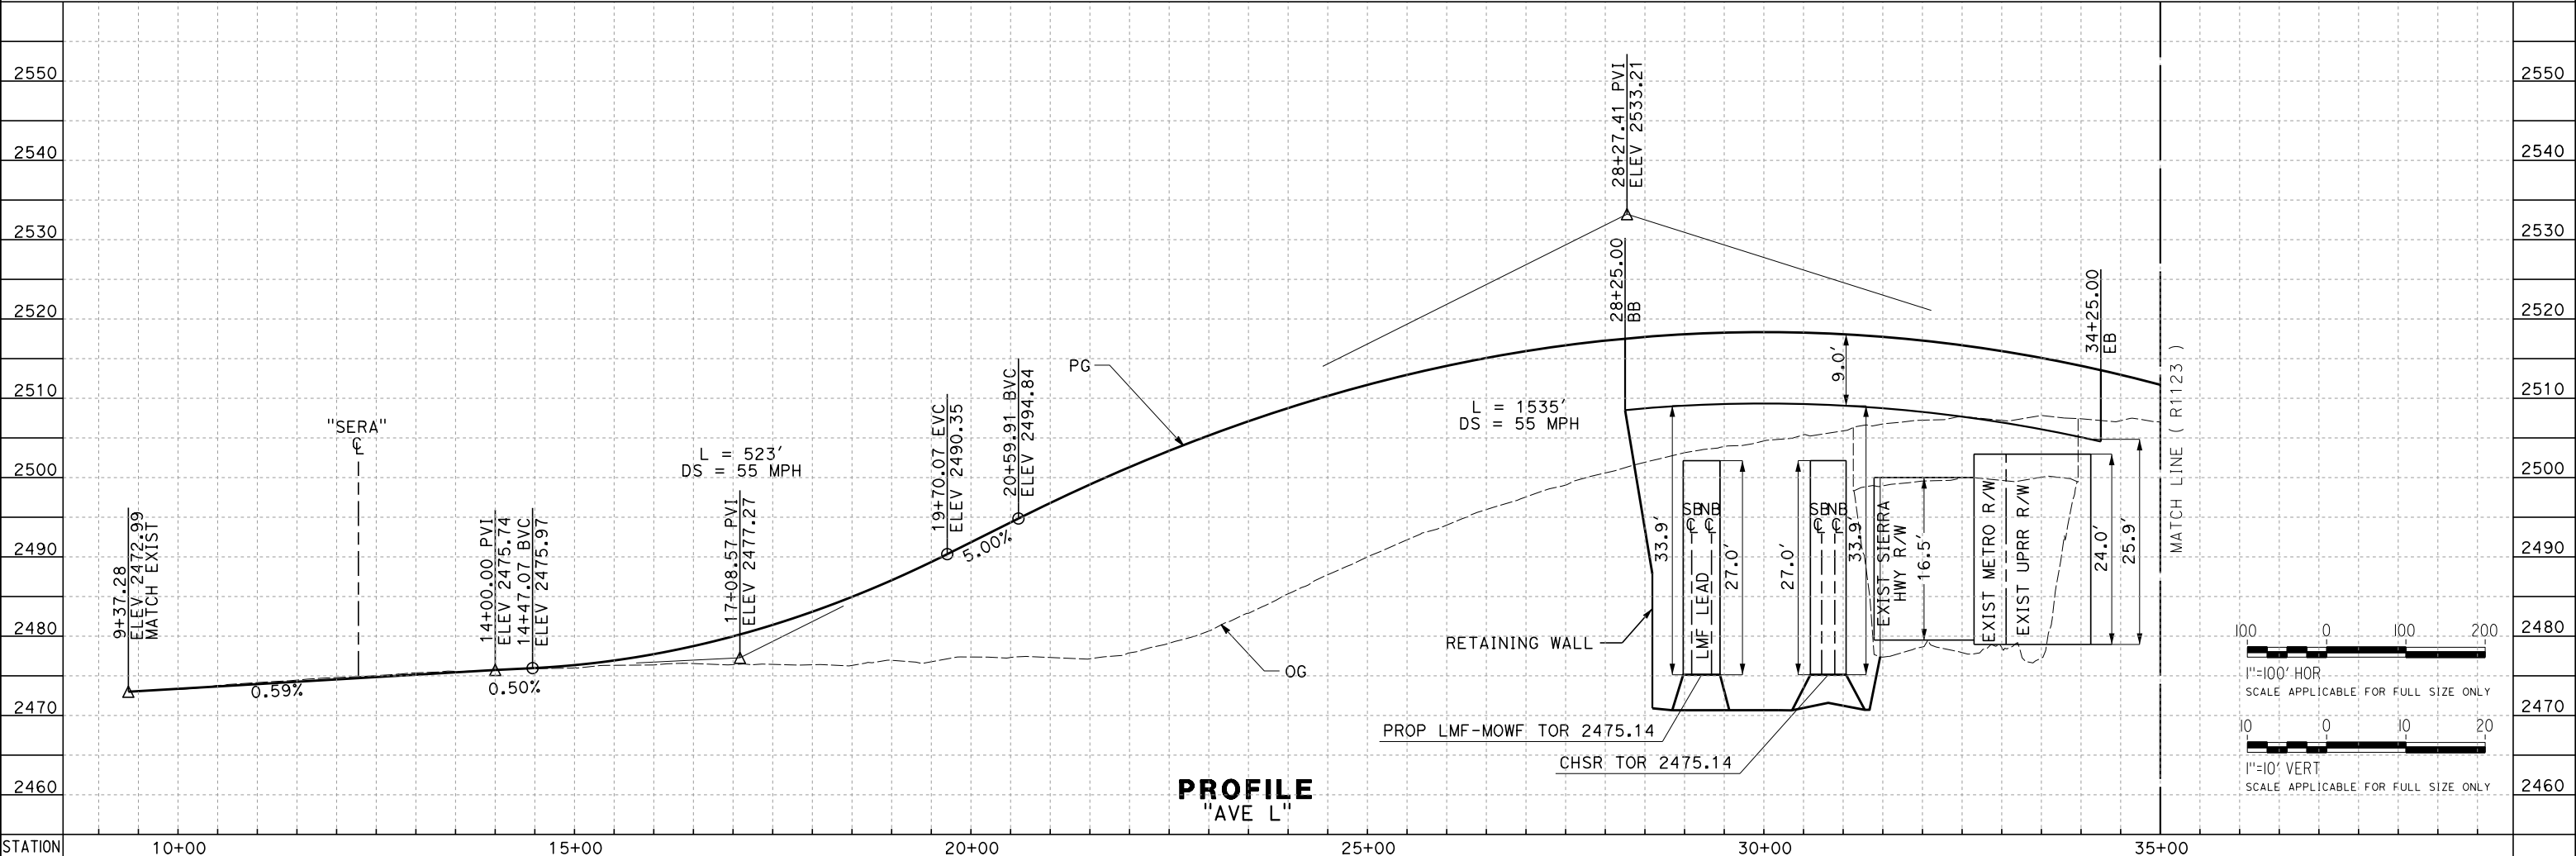 2550
2540
2530
2520
2510
2500
2490
2480
2470
2460
2550
2540
2530
2520
2510
2500
2490
2480
2470
2460
9+37.28
ELEV 2472.99
MATCH EXIST
0.59%
"SERA"
℄
14+00.00 PVI
ELEV 2475.74
14+47.07 BVC
ELEV 2475.97
0.50%
L = 523'
DS = 55 MPH
17+08.57 PVI
ELEV 2477.27
19+70.07 EVC
ELEV 2490.35
5.00%
20+59.91 BVC
ELEV 2494.84
PG
OG
L = 1535'
DS = 55 MPH
28+27.41 PVI
ELEV 2533.21
28+25.00
BB
9.0'
34+25.00
EB
33.9'
SB
℄
NB
℄
LMF LEAD
27.0'
27.0'
SB
℄
NB
℄
33.9'
EXIST SIERRA
HWY R/W
16.5'
EXIST METRO R/W
EXIST UPRR R/W
24.0'
25.9'
RETAINING WALL
PROP LMF-MOWF TOR 2475.14
CHSR TOR 2475.14
MATCH LINE (R1123)
100 0 100 200
1"=100' HOR
SCALE APPLICABLE FOR FULL SIZE ONLY
10 0 10 20
1"=10' VERT
SCALE APPLICABLE FOR FULL SIZE ONLY
PROFILE
"AVE L"
STATION 10+00 15+00 20+00 25+00 30+00 35+00